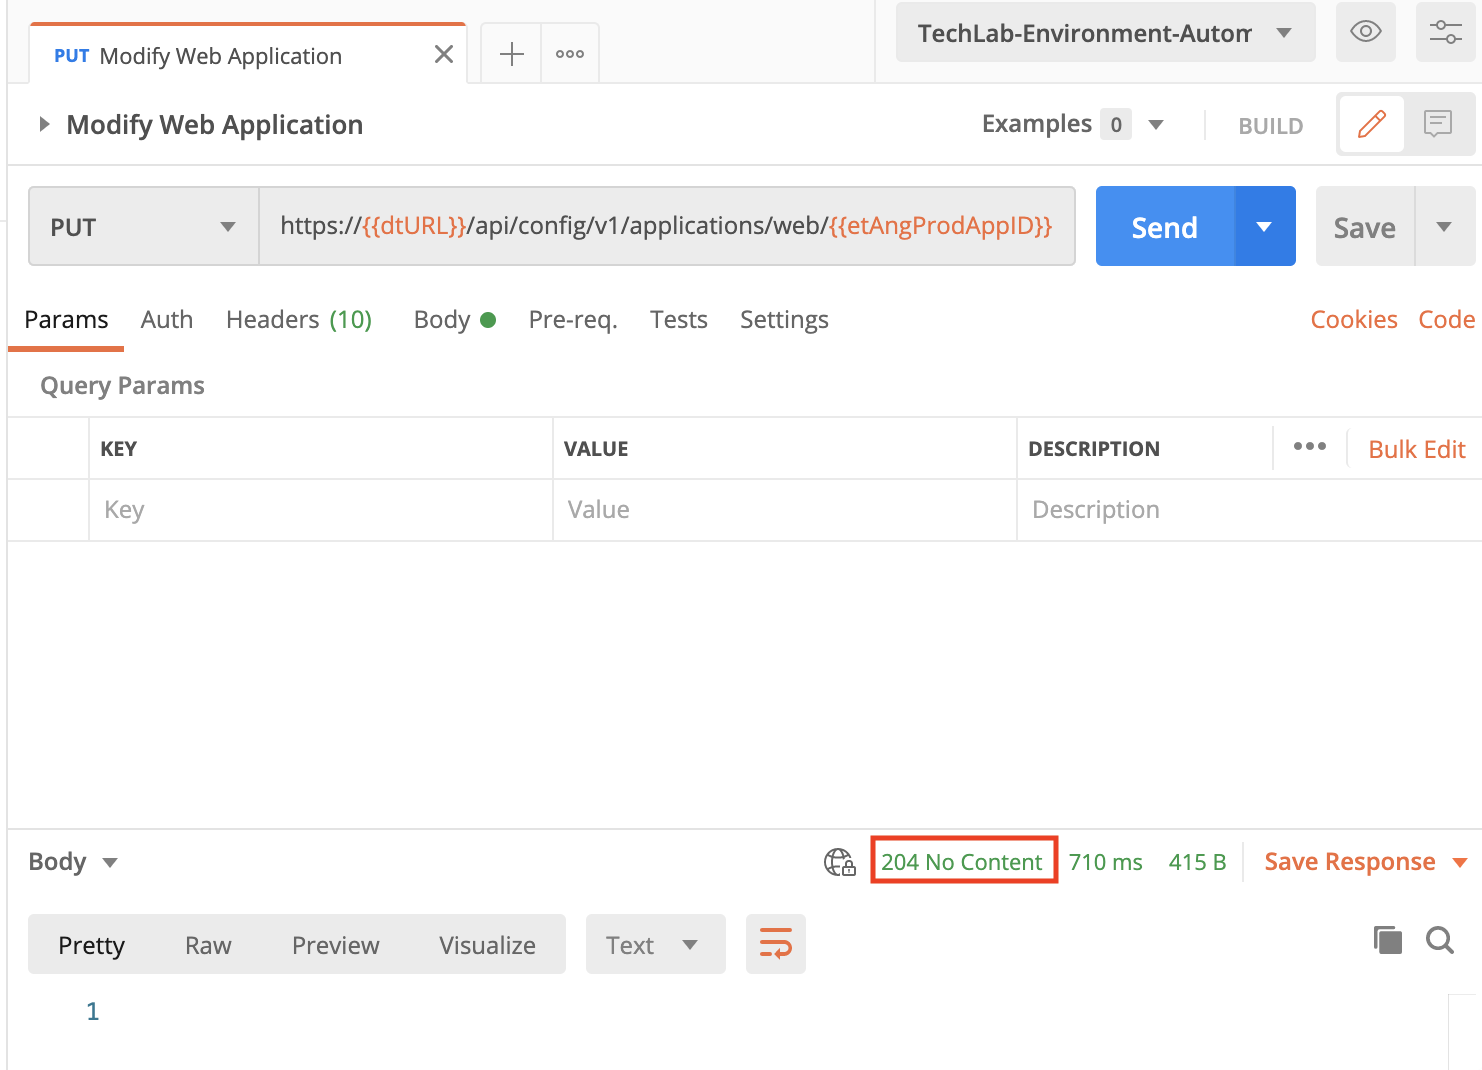 PUT Modify Web Application
TechLab-Environment-Autom
Modify Web Application
Examples 0
BUILD
PUT
https://{{dtURL}}/api/config/v1/applications/web/{{etAngProdAppID}}
Send
Save
Params Auth Headers (10) Body Pre-req. Tests Settings
Cookies Code
Query Params
KEY VALUE DESCRIPTION Bulk Edit
Key Value Description
Body
204 No Content 710 ms 415 B Save Response
Pretty Raw Preview Visualize Text
1